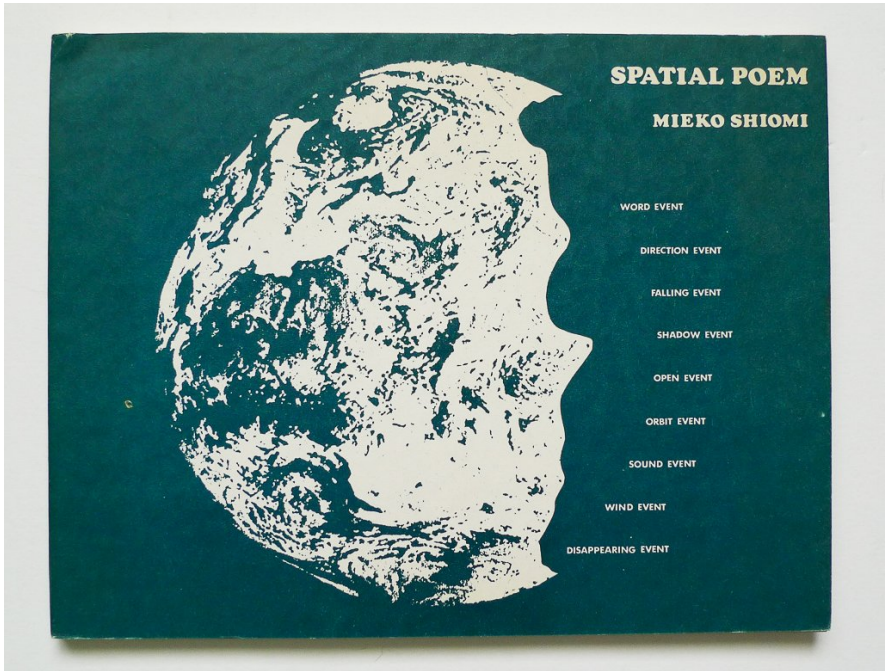 SPATIAL POEM
MIEKO SHIOMI
WORD EVENT
DIRECTION EVENT
FALLING EVENT
SHADOW EVENT
OPEN EVENT
ORBIT EVENT
SOUND EVENT
WIND EVENT
DISAPPEARING EVENT